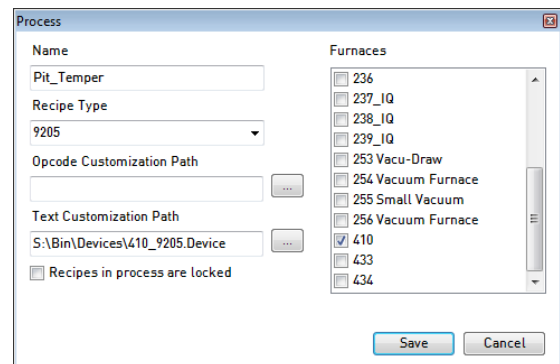 Process
Name
Pit_Temper
Recipe Type
9205
Opcode Customization Path
...
Text Customization Path
S:\Bin\Devices\410_9205.Device
...
Recipes in process are locked
Furnaces
236
237_IQ
238_IQ
239_IQ
253 Vacu-Draw
254 Vacuum Furnace
255 Small Vacuum
256 Vacuum Furnace
410
433
434
Save
Cancel